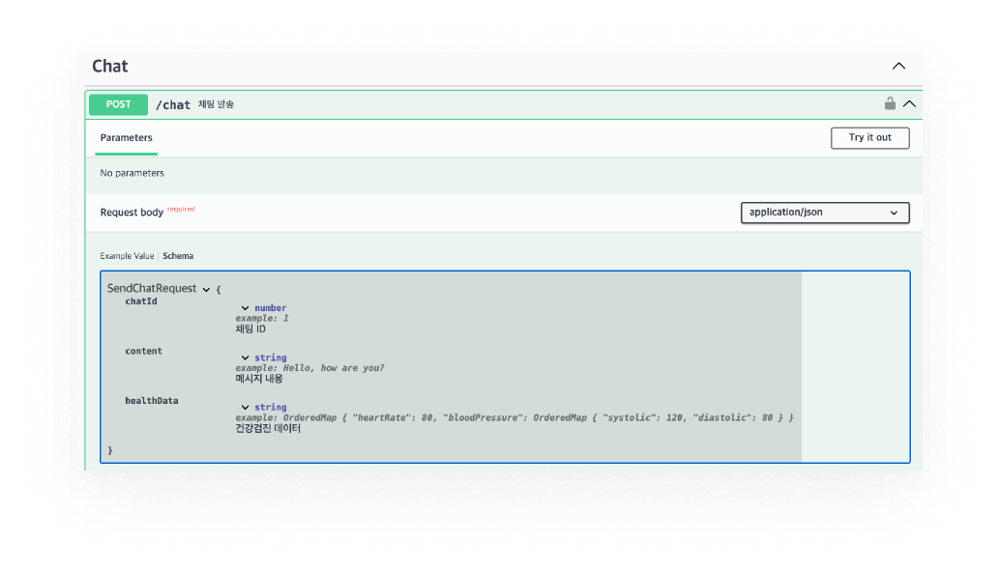 Chat
POST /chat 채팅 발송
Parameters
Try it out
No parameters
Request body required
application/json
Example Value Schema
SendChatRequest {
chatId
number
example: 1
채팅 ID
content
string
example: Hello, how are you?
메시지 내용
healthData
string
example: OrderedMap { "heartRate": 80, "bloodPressure": OrderedMap { "systolic": 120, "diastolic": 80 } }
건강검진 데이터
}